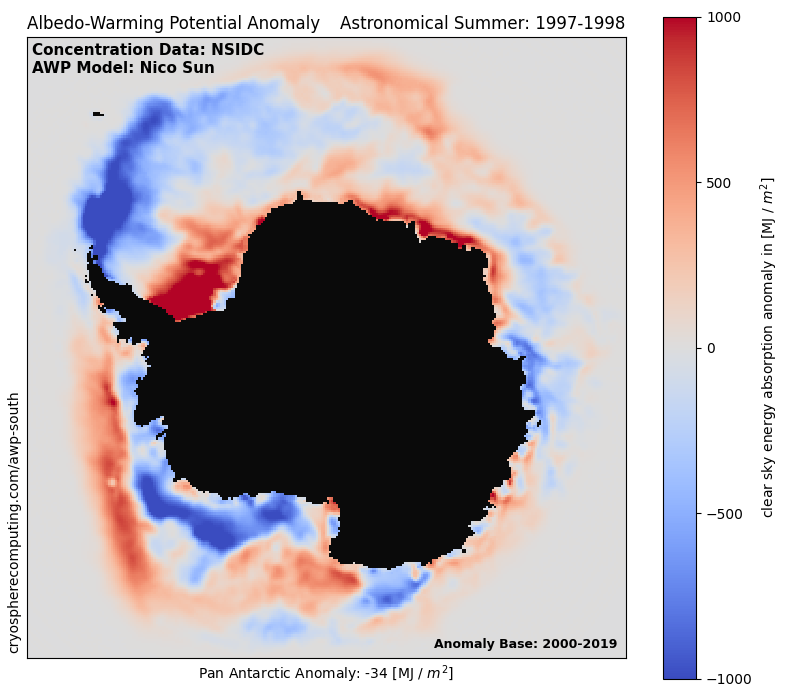 Albedo-Warming Potential Anomaly    Astronomical Summer: 1997-1998
Concentration Data: NSIDC
AWP Model: Nico Sun
cryospherecomputing.com/awp-south
Anomaly Base: 2000-2019
Pan Antarctic Anomaly: -34 [MJ / m²]
1000
500
0
−500
−1000
clear sky energy absorption anomaly in [MJ / m²]